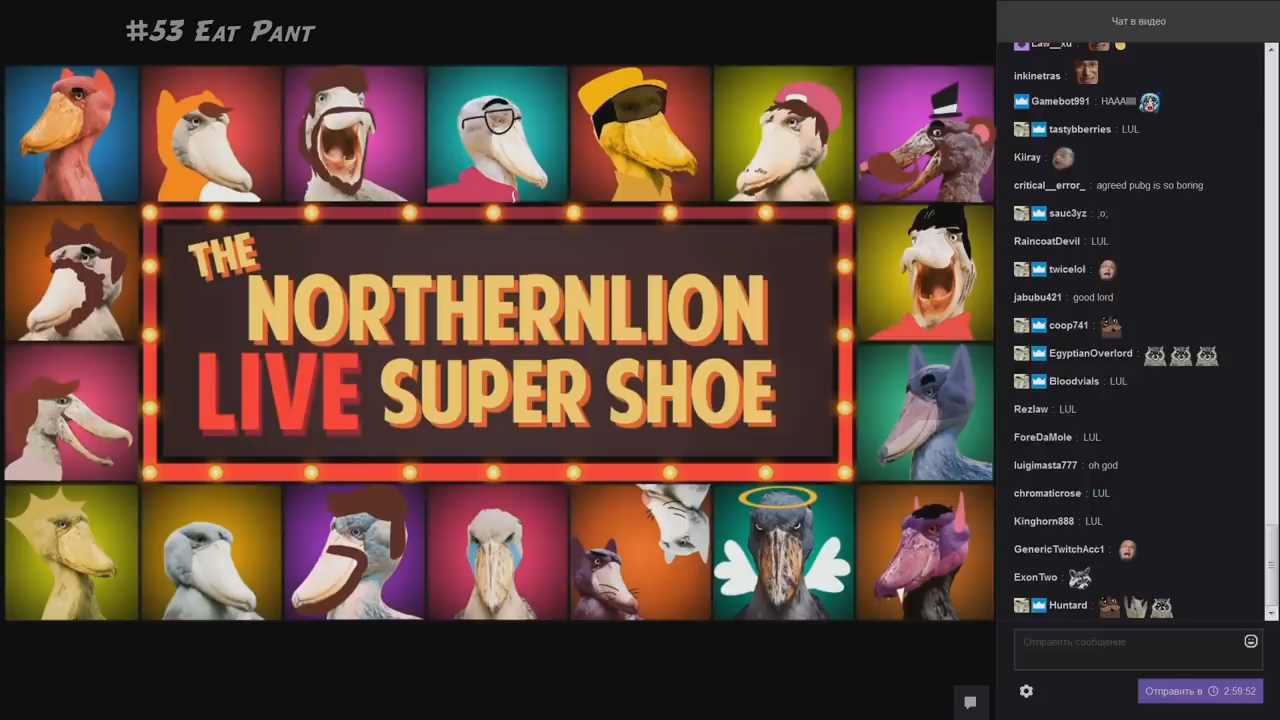 #53 Eat Pant
THE
NORTHERNLION
LIVE SUPER SHOE
Чат в видео
Law__xd :
inkinetras :
Gamebot991 : HAAA
tastybberries : LUL
Kiiray :
critical__error_ : agreed pubg is so boring
sauc3yz : ;o;
RaincoatDevil : LUL
twicelol :
jabubu421 : good lord
coop741 :
EgyptianOverlord :
Bloodvials : LUL
Rezlaw : LUL
ForeDaMole : LUL
luigimasta777 : oh god
chromaticrose : LUL
Kinghorn888 : LUL
GenericTwitchAcc1 :
ExonTwo :
Huntard :
Отправить сообщение
Отправить в 2:59:52